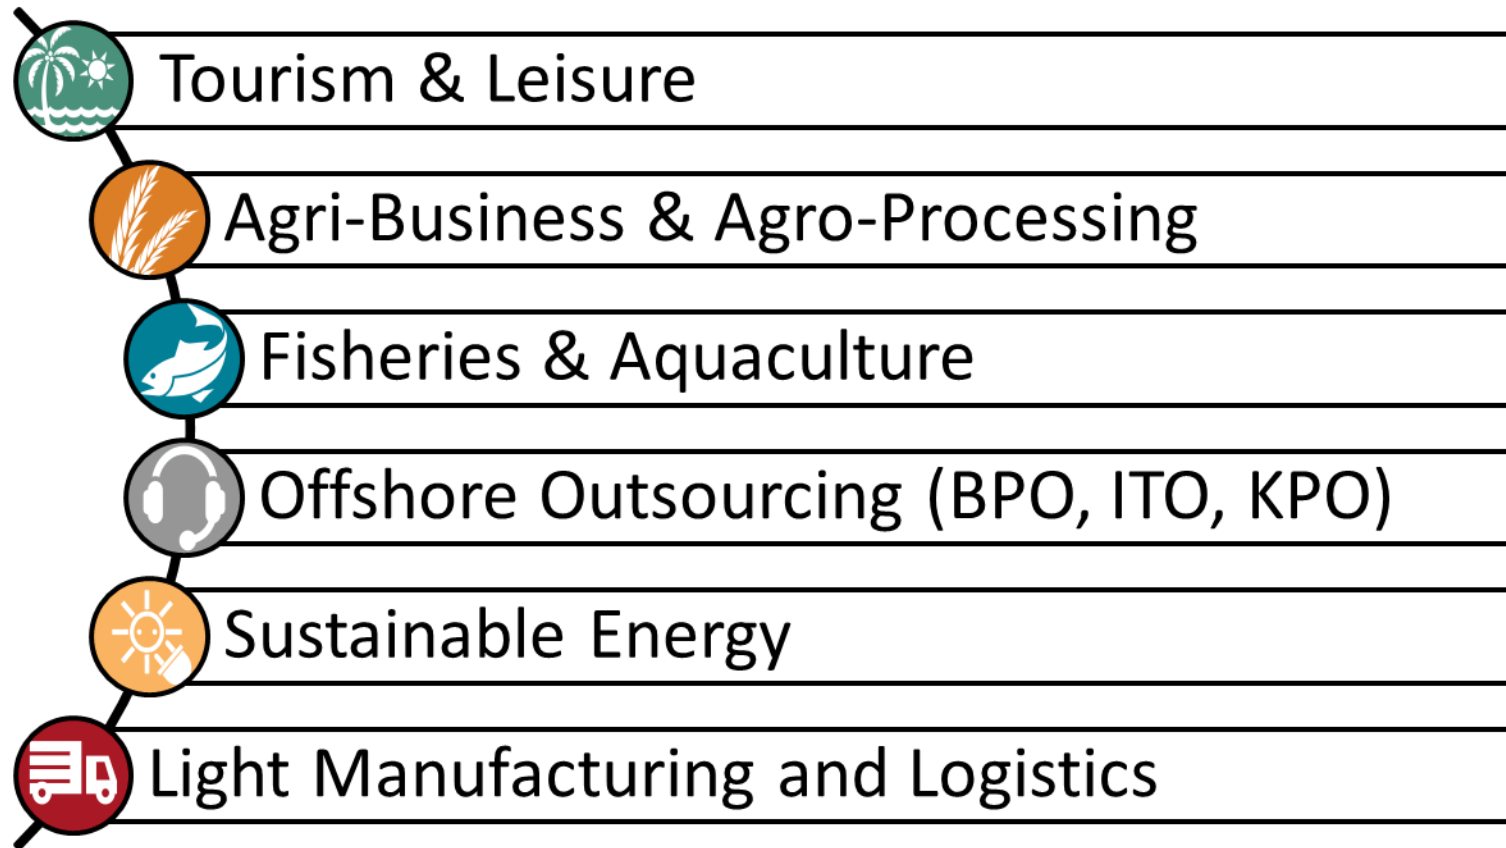 Tourism & Leisure
Agri-Business & Agro-Processing
Fisheries & Aquaculture
Offshore Outsourcing (BPO, ITO, KPO)
Sustainable Energy
Light Manufacturing and Logistics